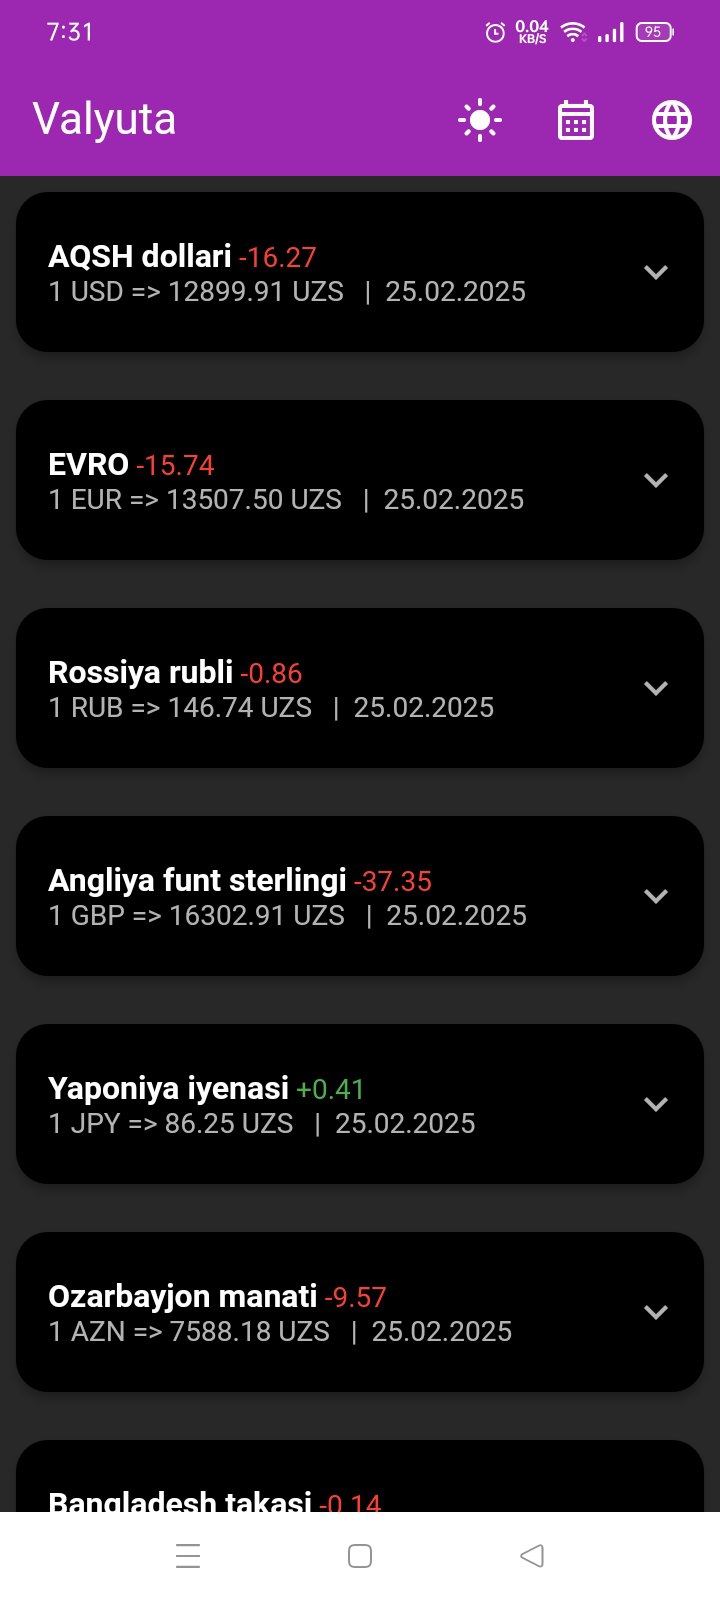 7:31
0.04
KB/S
95
Valyuta
AQSH dollari -16.27
1 USD => 12899.91 UZS | 25.02.2025
EVRO -15.74
1 EUR => 13507.50 UZS | 25.02.2025
Rossiya rubli -0.86
1 RUB => 146.74 UZS | 25.02.2025
Angliya funt sterlingi -37.35
1 GBP => 16302.91 UZS | 25.02.2025
Yaponiya iyenasi +0.41
1 JPY => 86.25 UZS | 25.02.2025
Ozarbayjon manati -9.57
1 AZN => 7588.18 UZS | 25.02.2025
Bangladesh takasi -0.14